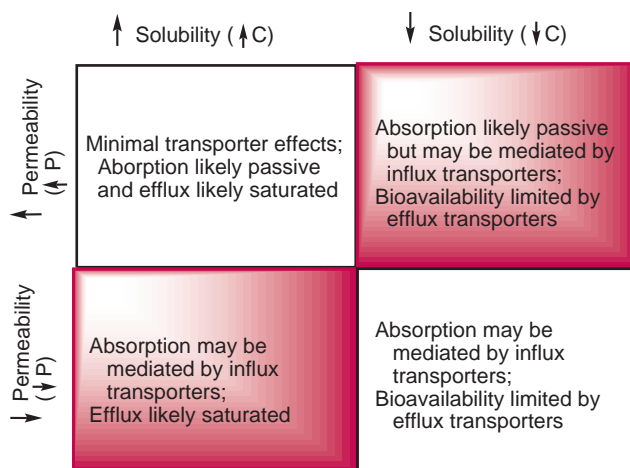 ↑ Solubility (↑C)
↓ Solubility (↓C)
↑ Permeability
(↑P)
Minimal transporter effects;
Aborption likely passive
and efflux likely saturated
Absorption likely passive
but may be mediated by
influx transporters;
Bioavailability limited by
efflux transporters
↓ Permeability
(↓P)
Absorption may be
mediated by influx
transporters;
Efflux likely saturated
Absorption may be
mediated by influx
transporters;
Bioavailability limited by
efflux transporters